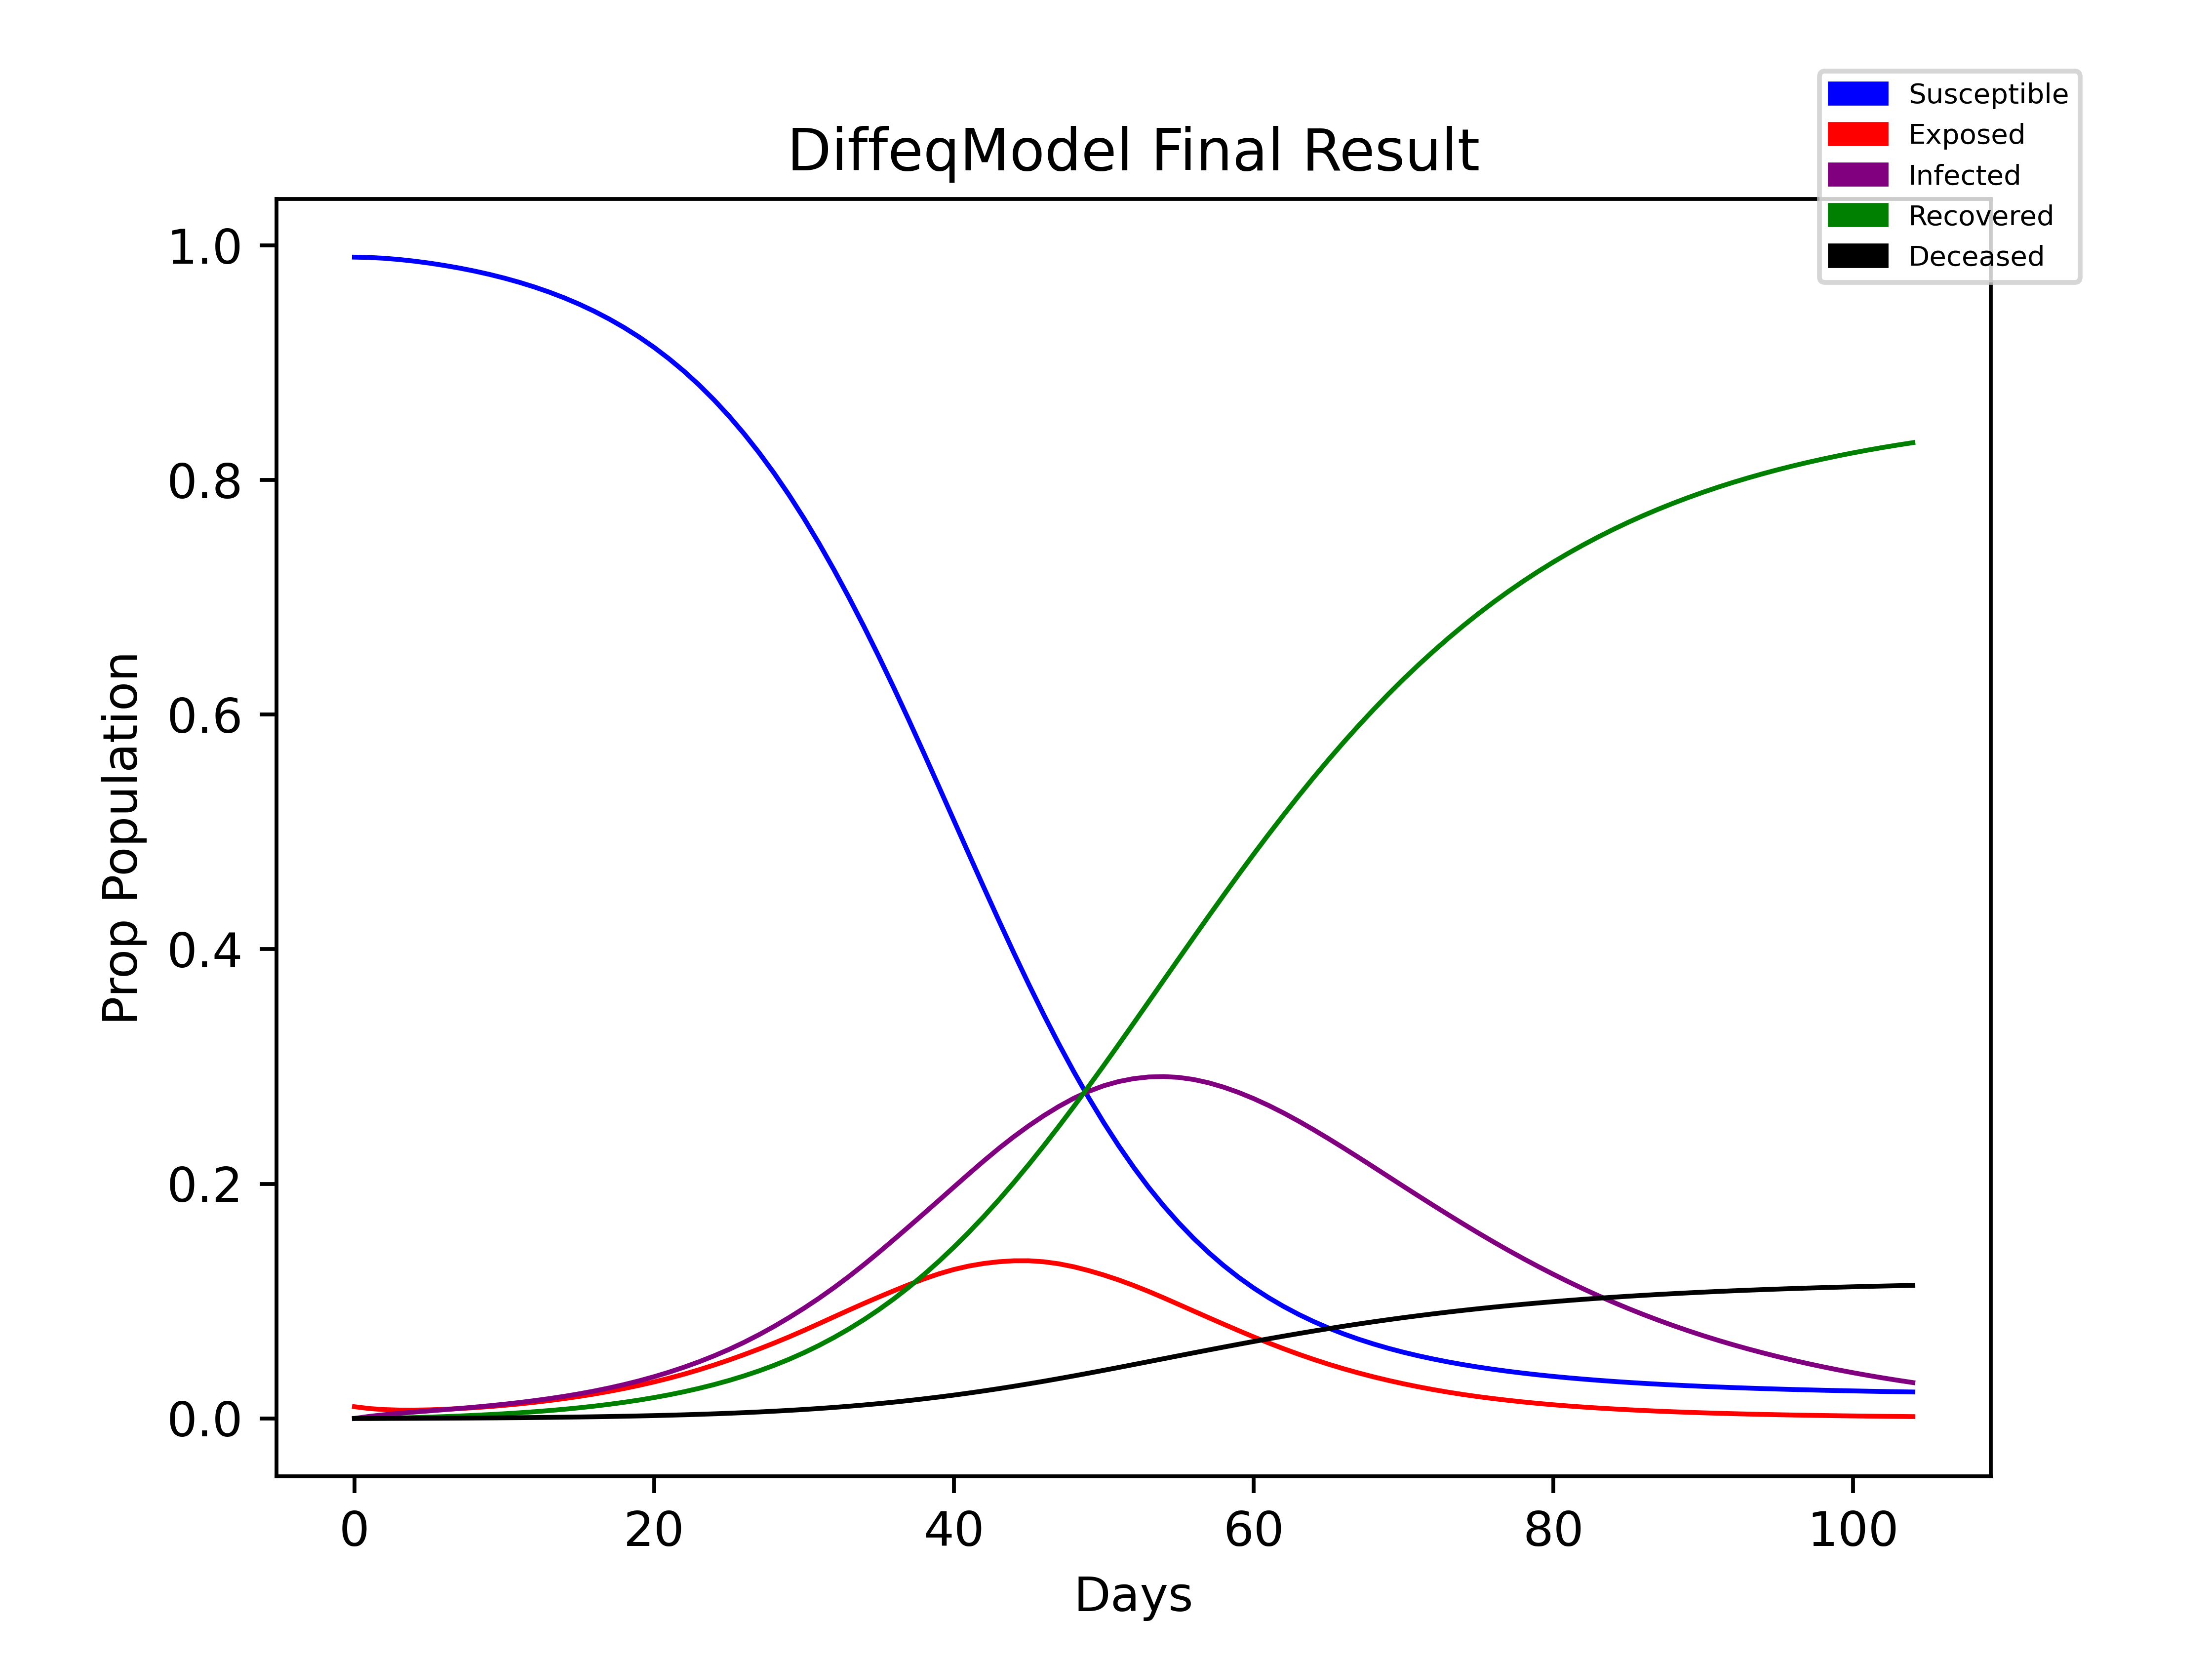 DiffeqModel Final Result
Susceptible
Exposed
Infected
Recovered
Deceased
1.0
0.8
0.6
0.4
0.2
0.0
Prop Population
0 20 40 60 80 100
Days